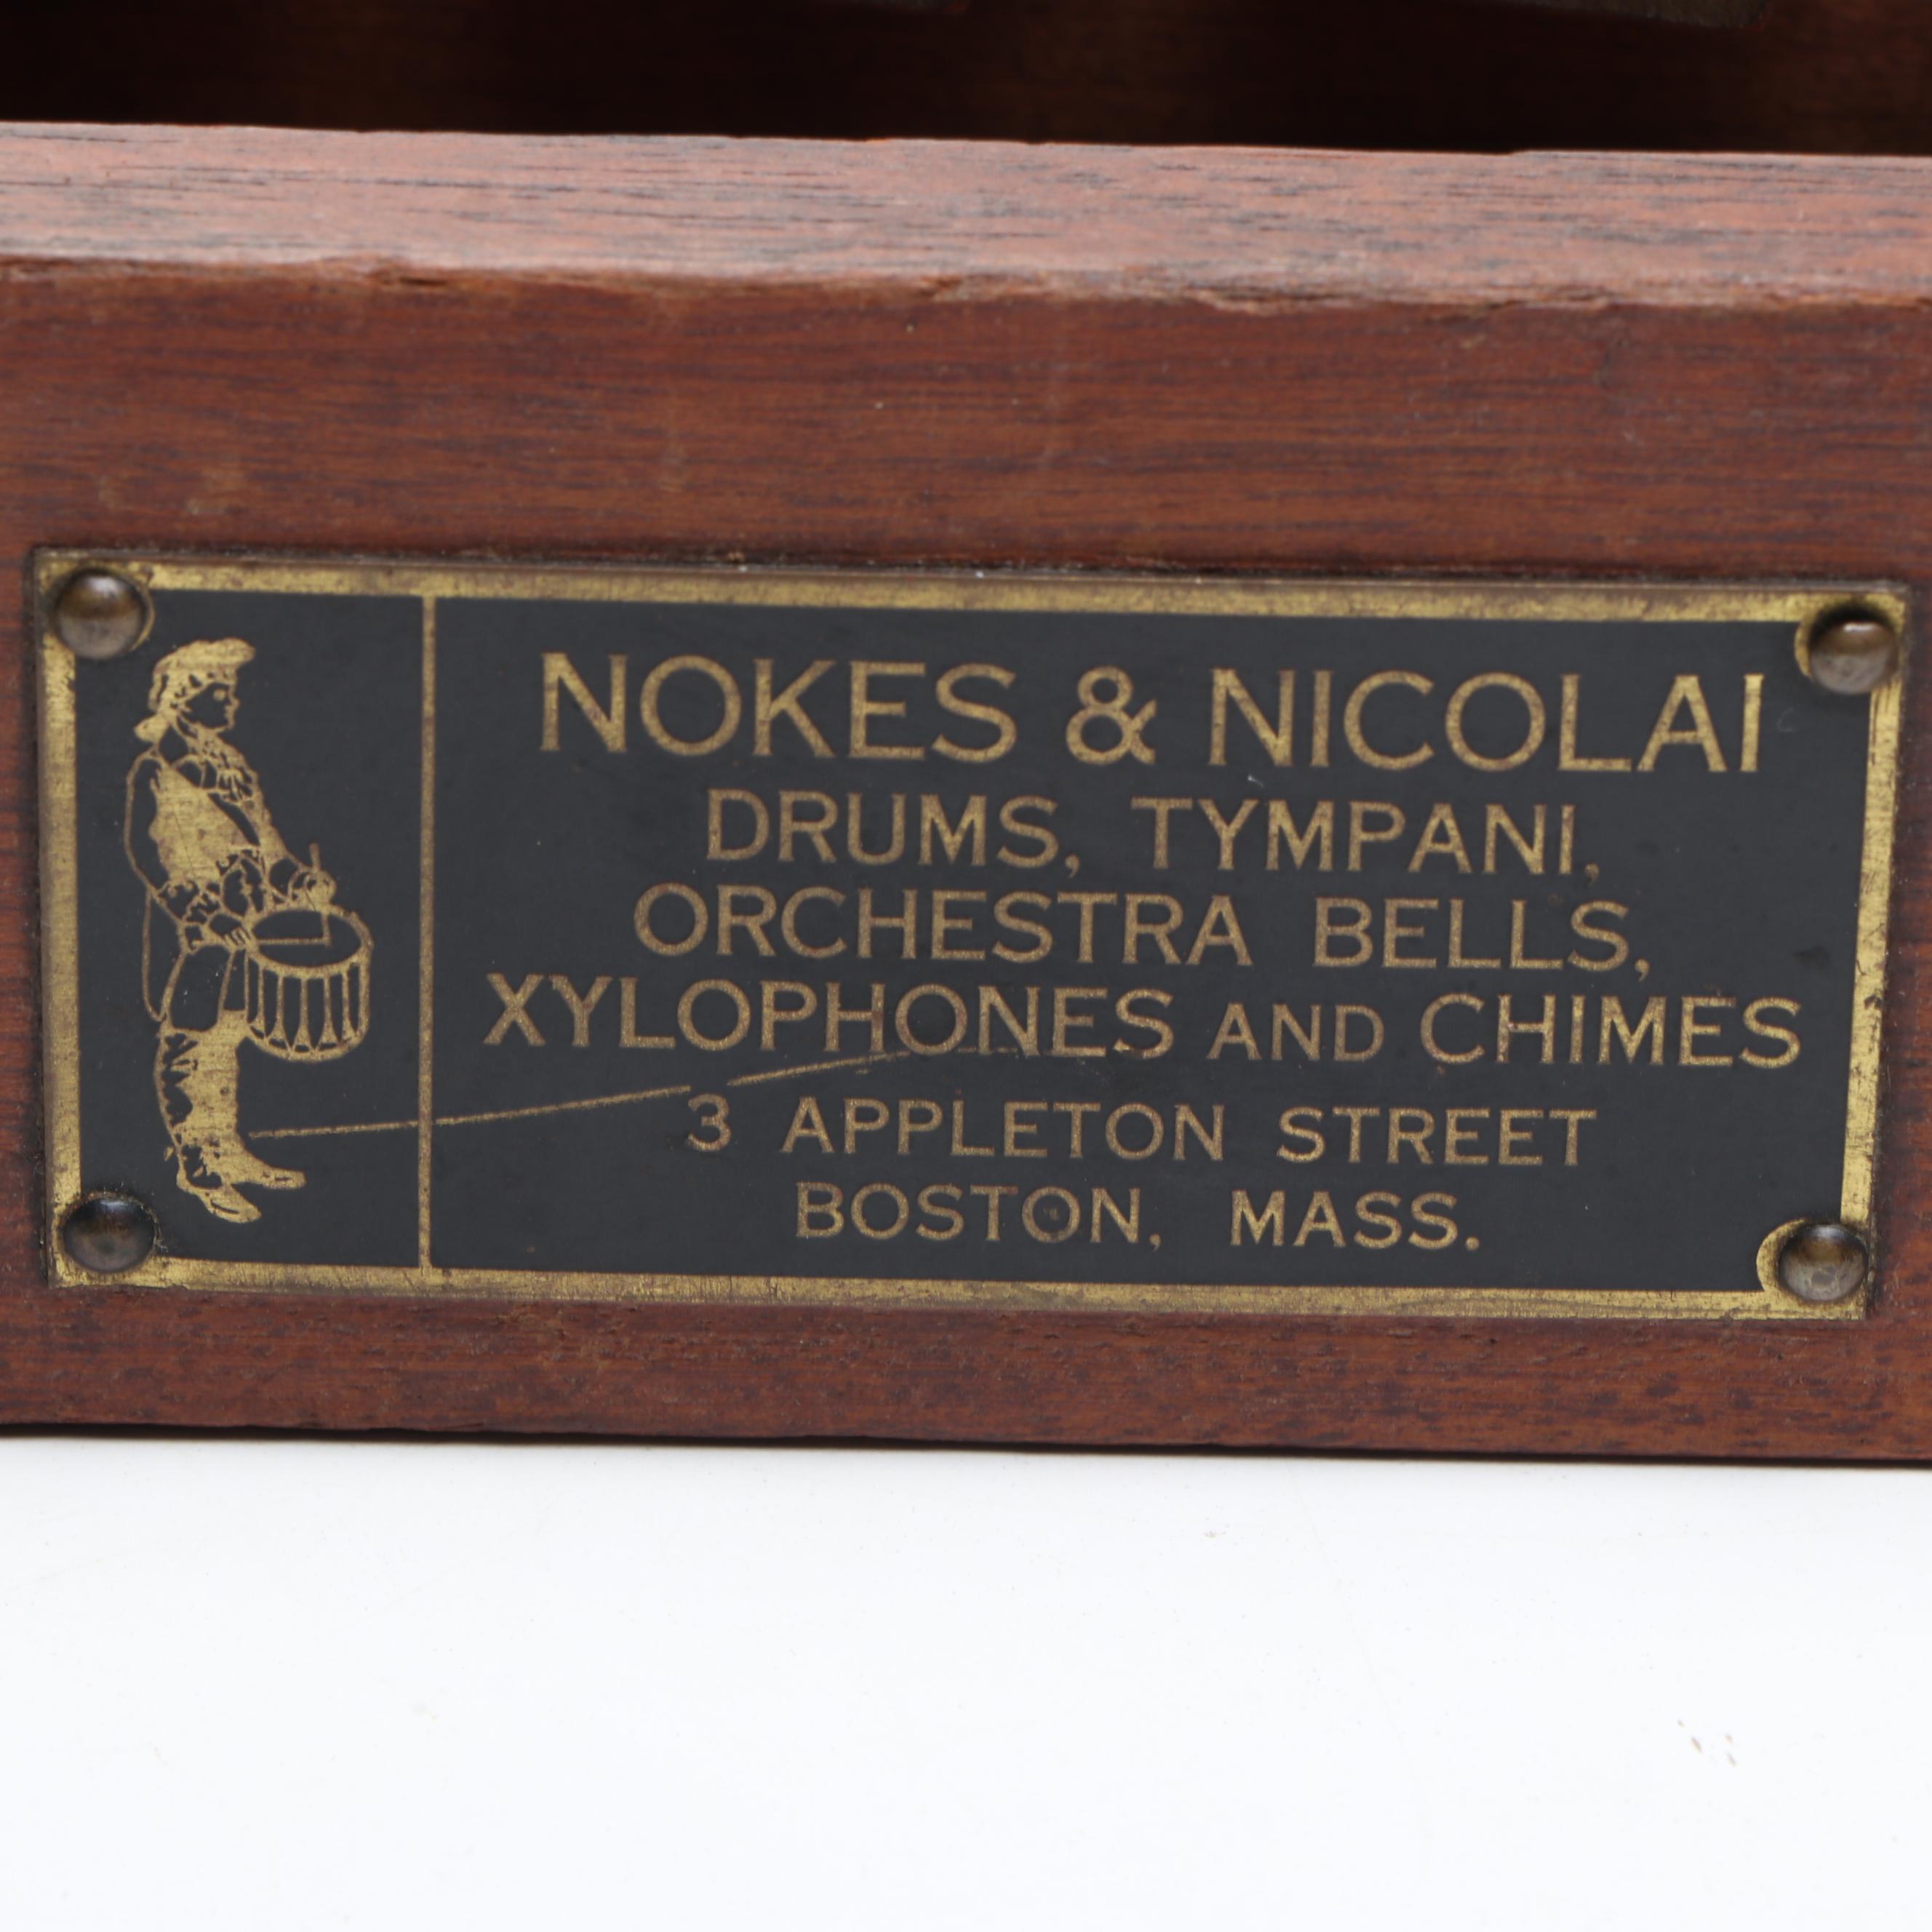 NOKES & NICOLAI
DRUMS, TYMPANI,
ORCHESTRA BELLS,
XYLOPHONES AND CHIMES
3 APPLETON STREET
BOSTON, MASS.